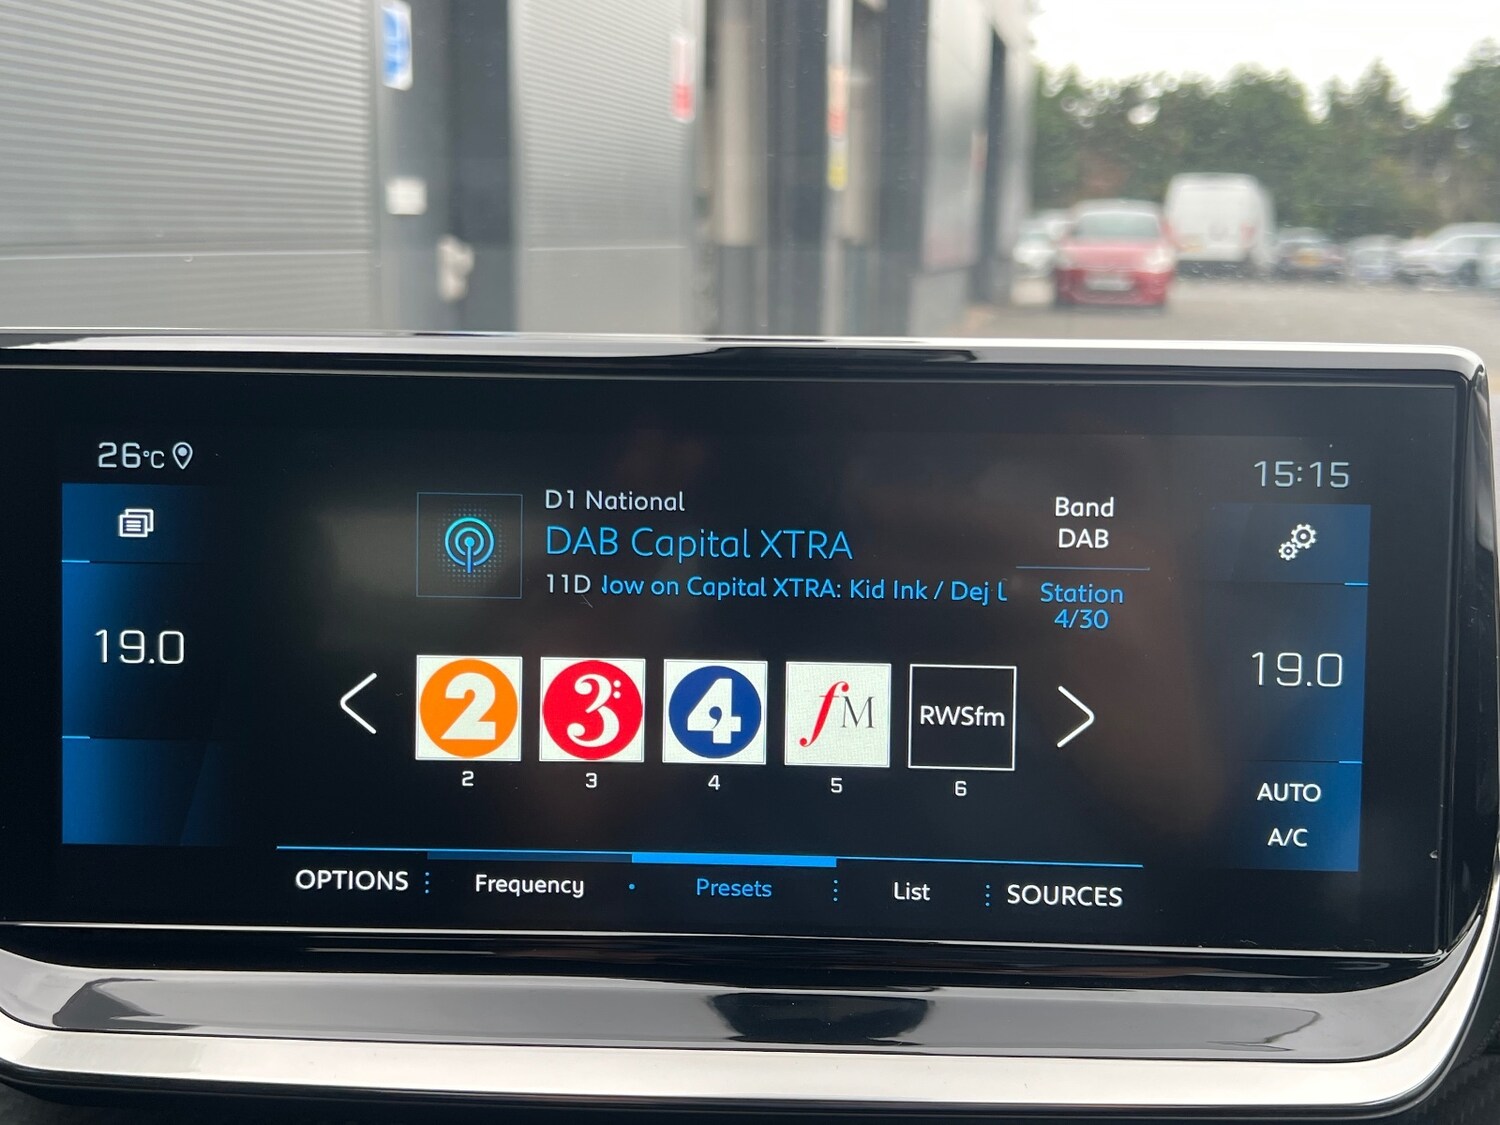 26°C
15:15
D1 National
DAB Capital XTRA
11D Now on Capital XTRA: Kid Ink / Dej L
Band
DAB
Station
4/30
19.0
19.0
2
3
4
fM
RWSfm
2
3
4
5
6
AUTO
A/C
OPTIONS
Frequency
Presets
List
SOURCES